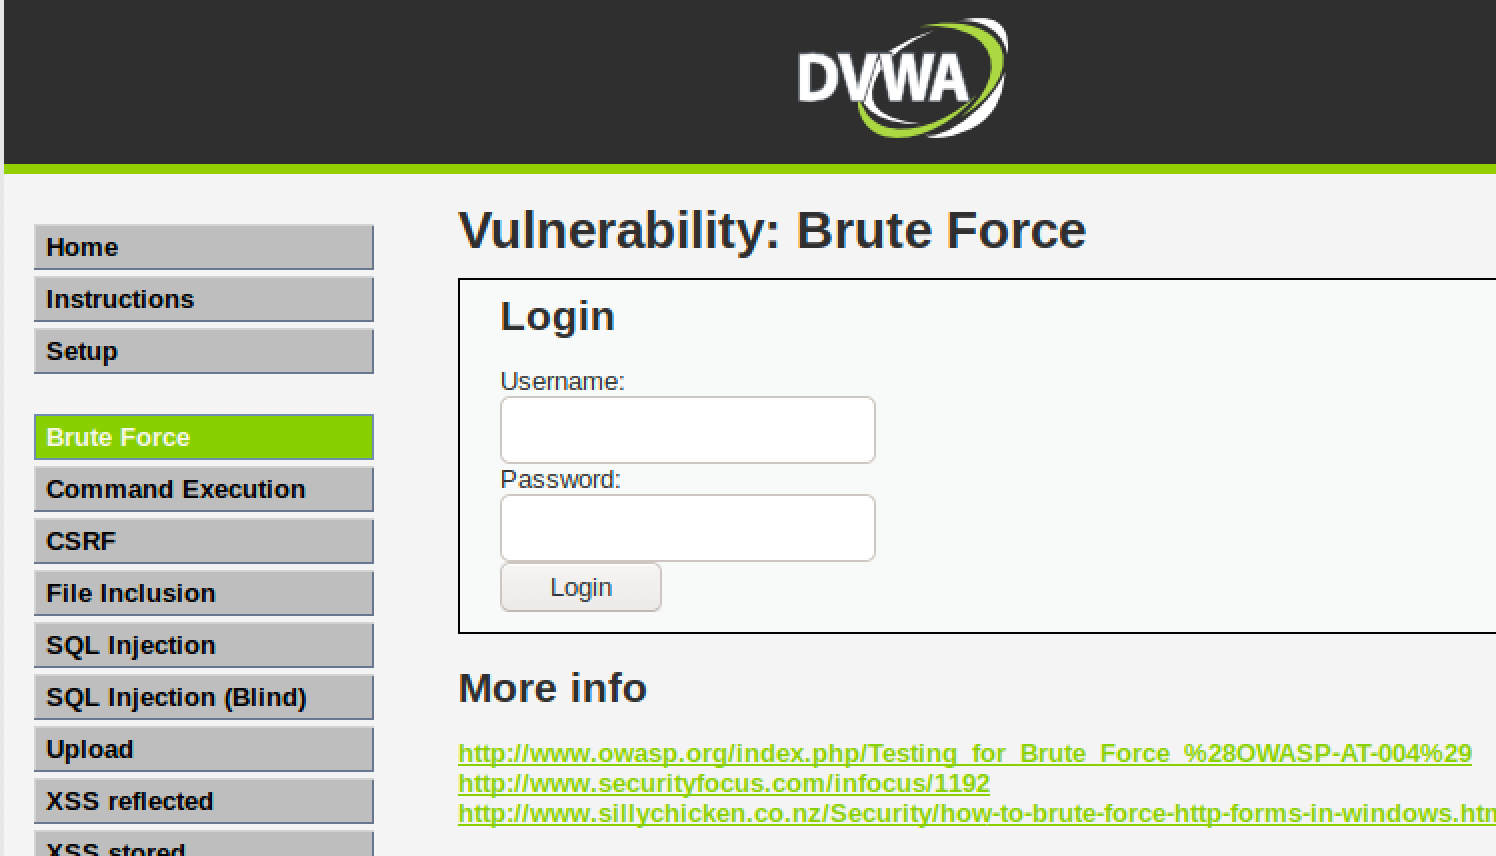 DVWA
Home
Instructions
Setup
Brute Force
Command Execution
CSRF
File Inclusion
SQL Injection
SQL Injection (Blind)
Upload
XSS reflected
XSS stored
Vulnerability: Brute Force
Login
Username:
Password:
Login
More info
http://www.owasp.org/index.php/Testing_for_Brute_Force_%28OWASP-AT-004%29
http://www.securityfocus.com/infocus/1192
http://www.sillychicken.co.nz/Security/how-to-brute-force-http-forms-in-windows.htm